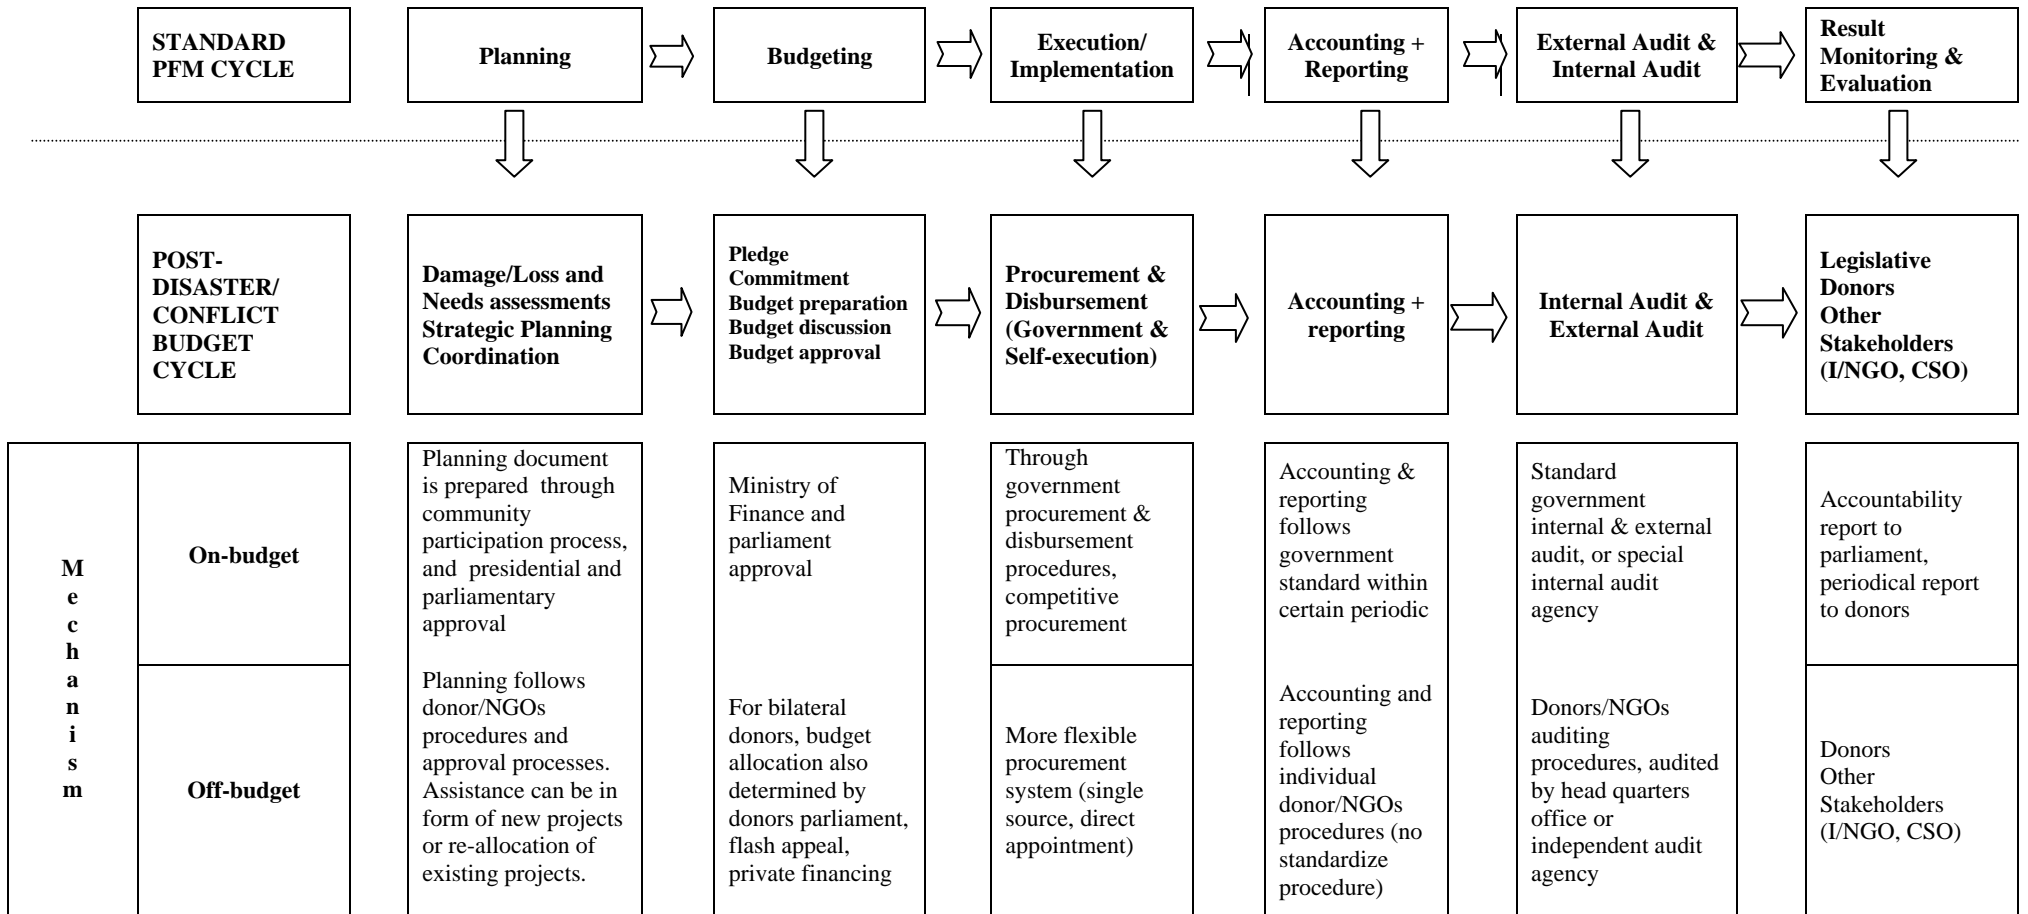 STANDARD
PFM CYCLE
Planning
Budgeting
Execution/
Implementation
Accounting +
Reporting
External Audit &
Internal Audit
Result
Monitoring &
Evaluation
POST-
DISASTER/
CONFLICT
BUDGET
CYCLE
Damage/Loss and
Needs assessments
Strategic Planning
Coordination
Pledge
Commitment
Budget preparation
Budget discussion
Budget approval
Procurement &
Disbursement
(Government &
Self-execution)
Accounting +
reporting
Internal Audit &
External Audit
Legislative
Donors
Other
Stakeholders
(I/NGO, CSO)
M
e
c
h
a
n
i
s
m
On-budget
Planning document
is prepared through
community
participation process,
and presidential and
parliamentary
approval
Ministry of
Finance and
parliament
approval
Through
government
procurement &
disbursement
procedures,
competitive
procurement
Accounting &
reporting
follows
government
standard within
certain periodic
Standard
government
internal & external
audit, or special
internal audit
agency
Accountability
report to
parliament,
periodical report
to donors
Off-budget
Planning follows
donor/NGOs
procedures and
approval processes.
Assistance can be in
form of new projects
or re-allocation of
existing projects.
For bilateral
donors, budget
allocation also
determined by
donors parliament,
flash appeal,
private financing
More flexible
procurement
system (single
source, direct
appointment)
Accounting and
reporting
follows
individual
donor/NGOs
procedures (no
standardize
procedure)
Donors/NGOs
auditing
procedures, audited
by head quarters
office or
independent audit
agency
Donors
Other
Stakeholders
(I/NGO, CSO)